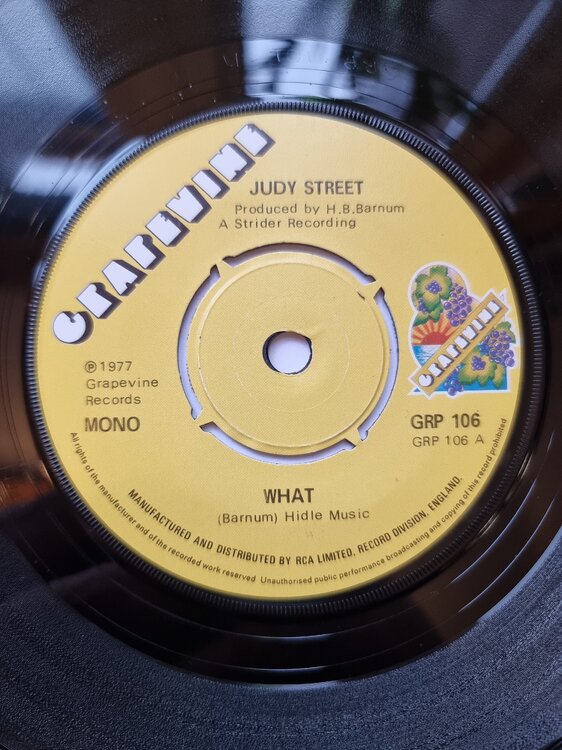 GRAPEVINE
JUDY STREET
Produced by H.B.Barnum
A Strider Recording
GRAPEVINE
℗ 1977
Grapevine
Records
MONO
GRP 106
GRP 106 A
WHAT
(Barnum) Hidle Music
MANUFACTURED AND DISTRIBUTED BY RCA LIMITED, RECORD DIVISION, ENGLAND.
All rights of the manufacturer and of the recorded work reserved Unauthorised public performance broadcasting and copying of this record prohibited